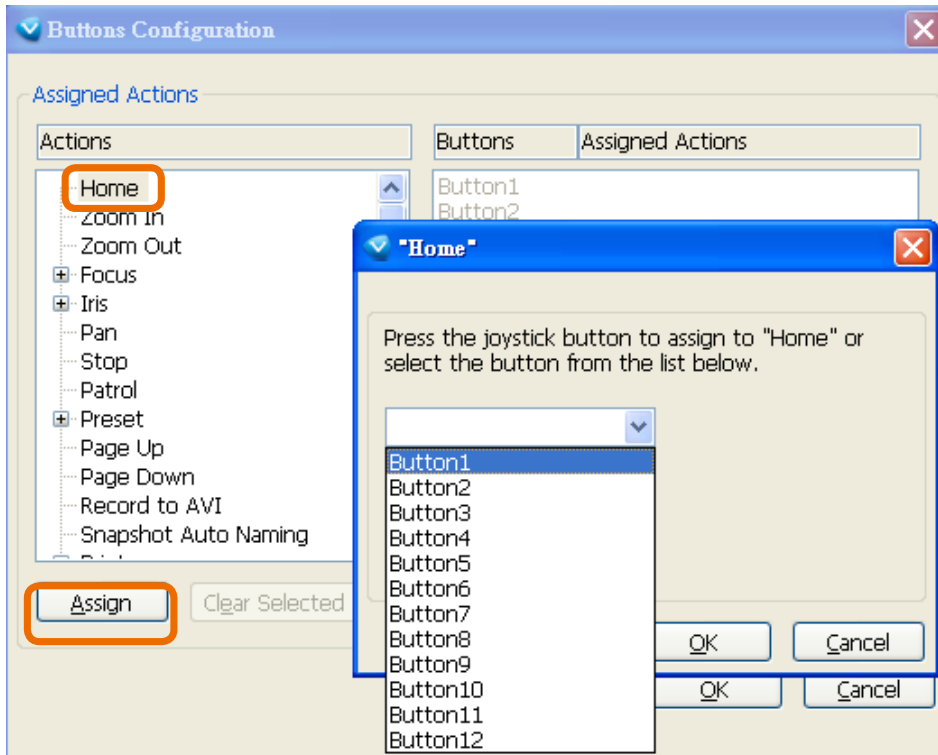 Buttons Configuration
Assigned Actions
Actions
Buttons
Assigned Actions
Home
Zoom In
Zoom Out
Focus
Iris
Pan
Stop
Patrol
Preset
Page Up
Page Down
Record to AVI
Snapshot Auto Naming
Button1
Button2
Assign
Clear Selected
"Home"
Press the joystick button to assign to "Home" or
select the button from the list below.
Button1
Button2
Button3
Button4
Button5
Button6
Button7
Button8
Button9
Button10
Button11
Button12
OK
Cancel
OK
Cancel